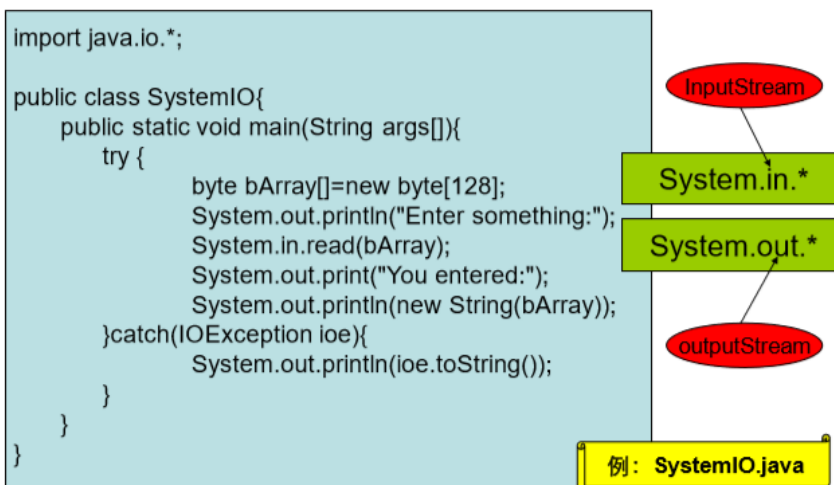 import java.io.*;
public class SystemIO{
public static void main(String args[]){
try {
byte bArray[]=new byte[128];
System.out.println("Enter something:");
System.in.read(bArray);
System.out.print("You entered:");
System.out.println(new String(bArray));
}catch(IOException ioe){
System.out.println(ioe.toString());
}
}
}
InputStream
System.in.*
System.out.*
outputStream
例： SystemIO.java